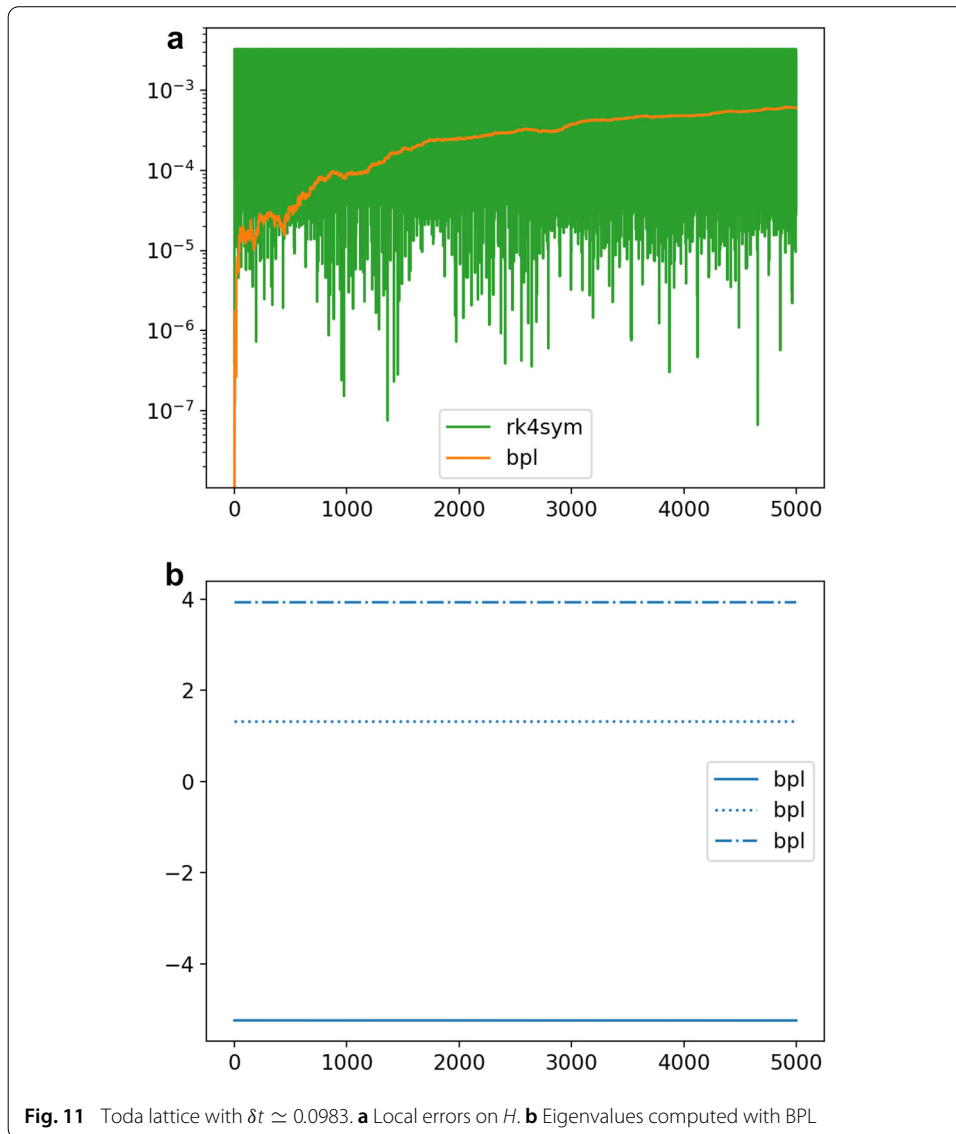 a
10⁻³
10⁻⁴
10⁻⁵
10⁻⁶
10⁻⁷
rk4sym
bpl
0 1000 2000 3000 4000 5000
b
4
2
0
−2
−4
bpl
bpl
bpl
0 1000 2000 3000 4000 5000
Fig. 11 Toda lattice with δt ≃ 0.0983. a Local errors on H. b Eigenvalues computed with BPL